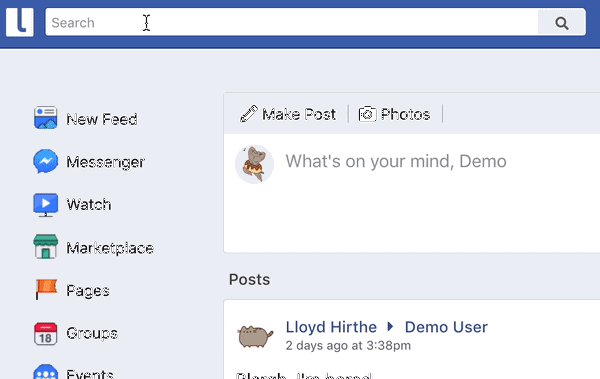 Search
New Feed
Messenger
Watch
Marketplace
Pages
18
Groups
Events
Make Post
Photos
What's on your mind, Demo
Posts
Lloyd Hirthe Demo User
2 days ago at 3:38pm